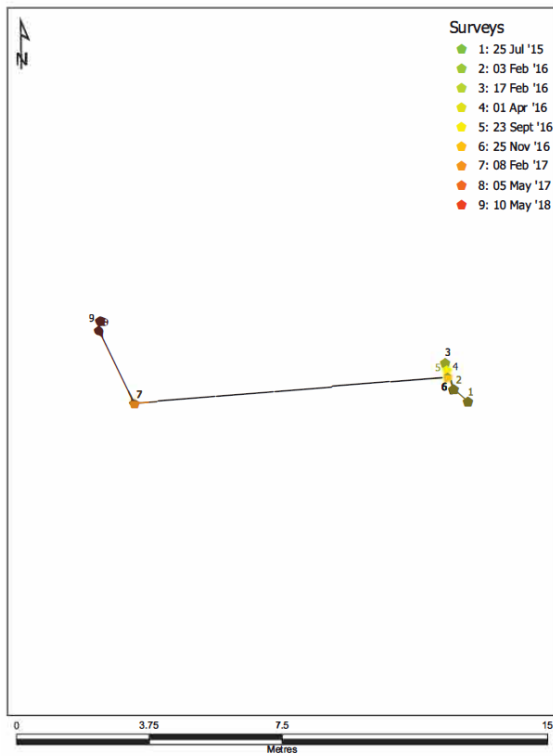 Surveys
N
1: 25 Jul '15
2: 03 Feb '16
3: 17 Feb '16
4: 01 Apr '16
5: 23 Sept '16
6: 25 Nov '16
7: 08 Feb '17
8: 05 May '17
9: 10 May '18
9
3
5 4
6 2
7 1
0 3.75 7.5 15
Metres